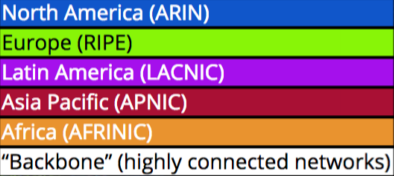 North America (ARIN)
Europe (RIPE)
Latin America (LACNIC)
Asia Pacific (APNIC)
Africa (AFRINIC)
“Backbone” (highly connected networks)